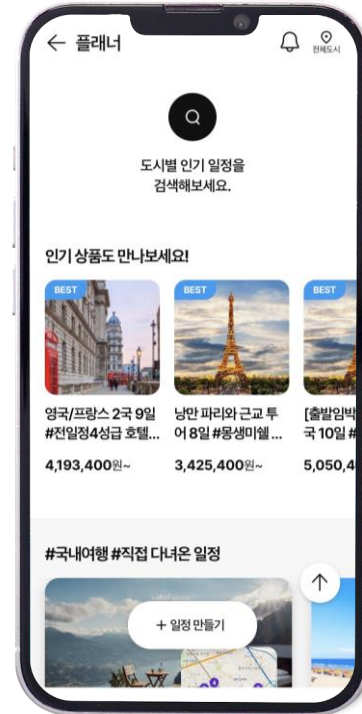 플래너
전체도시
도시별 인기 일정을
검색해보세요.
인기 상품도 만나보세요!
BEST
영국/프랑스 2국 9일
#전일정4성급 호텔...
4,193,400원~
BEST
낭만 파리와 근교 투
어 8일 #몽생미쉘 ...
3,425,400원~
BEST
[출발임박
국 10일 #
5,050,4
#국내여행 #직접 다녀온 일정
+ 일정 만들기